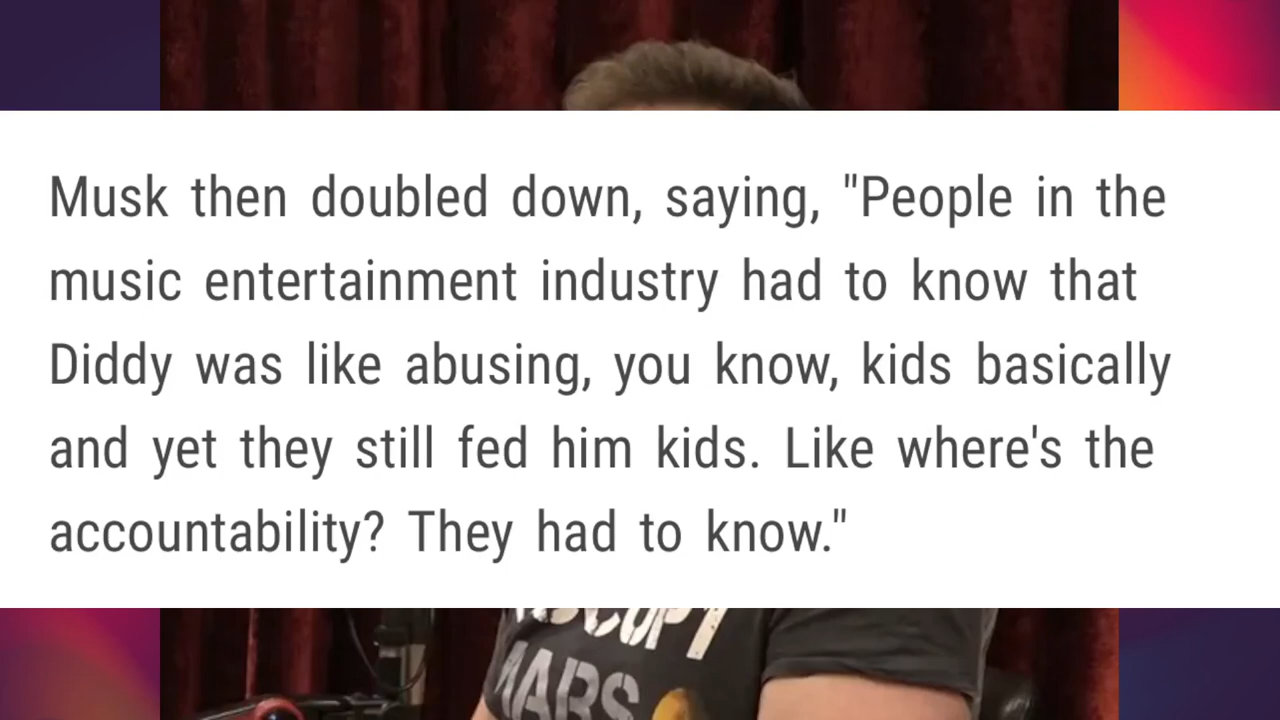 Musk then doubled down, saying, "People in the
music entertainment industry had to know that
Diddy was like abusing, you know, kids basically
and yet they still fed him kids. Like where's the
accountability? They had to know."
MARS